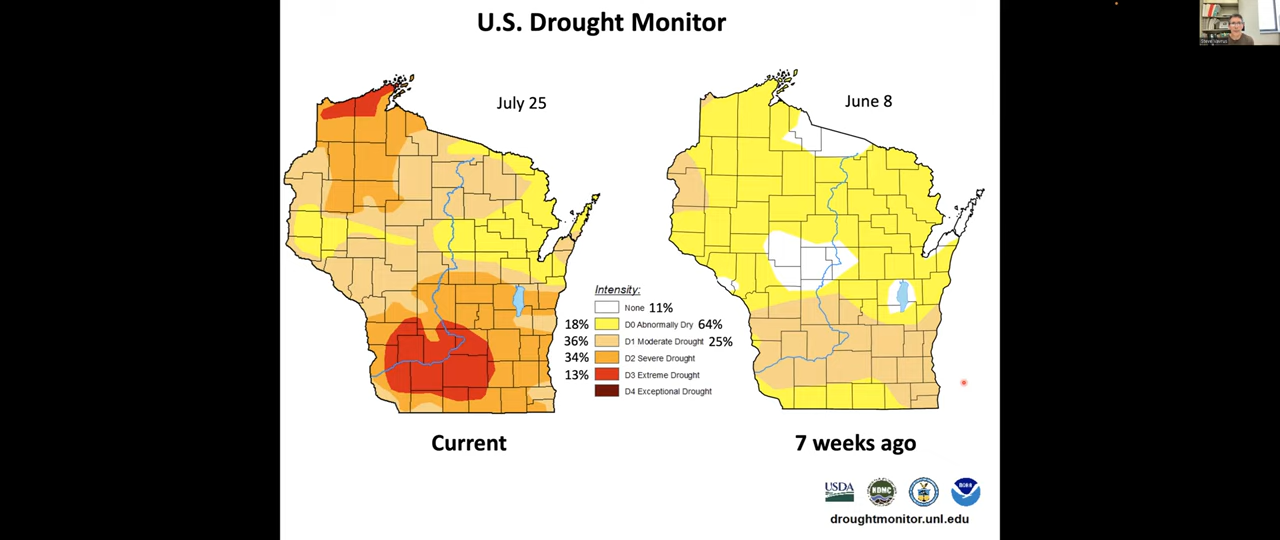 U.S. Drought Monitor
July 25
June 8
Intensity:
None 11%
18% D0 Abnormally Dry 64%
36% D1 Moderate Drought 25%
34% D2 Severe Drought
13% D3 Extreme Drought
D4 Exceptional Drought
Current
7 weeks ago
USDA
NDMC
droughtmonitor.unl.edu